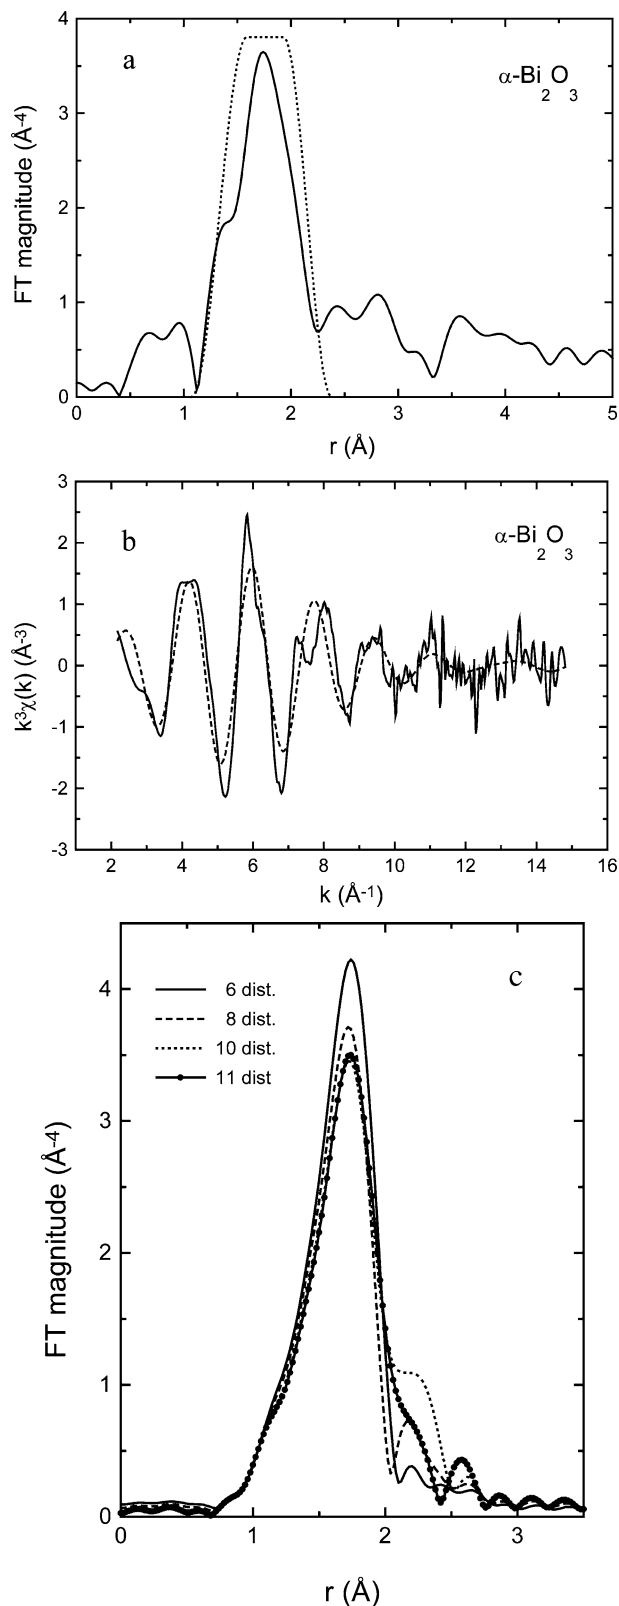 4
a
α-Bi2O3
3
2
1
0
FT magnitude (Å-4)
0 1 2 3 4 5
r (Å)
3
b
α-Bi2O3
2
1
0
-1
-2
-3
k3χ(k) (Å-3)
2 4 6 8 10 12 14 16
k (Å-1)
c
4
6 dist.
8 dist.
10 dist.
11 dist
3
2
1
0
FT magnitude (Å-4)
0 1 2 3
r (Å)